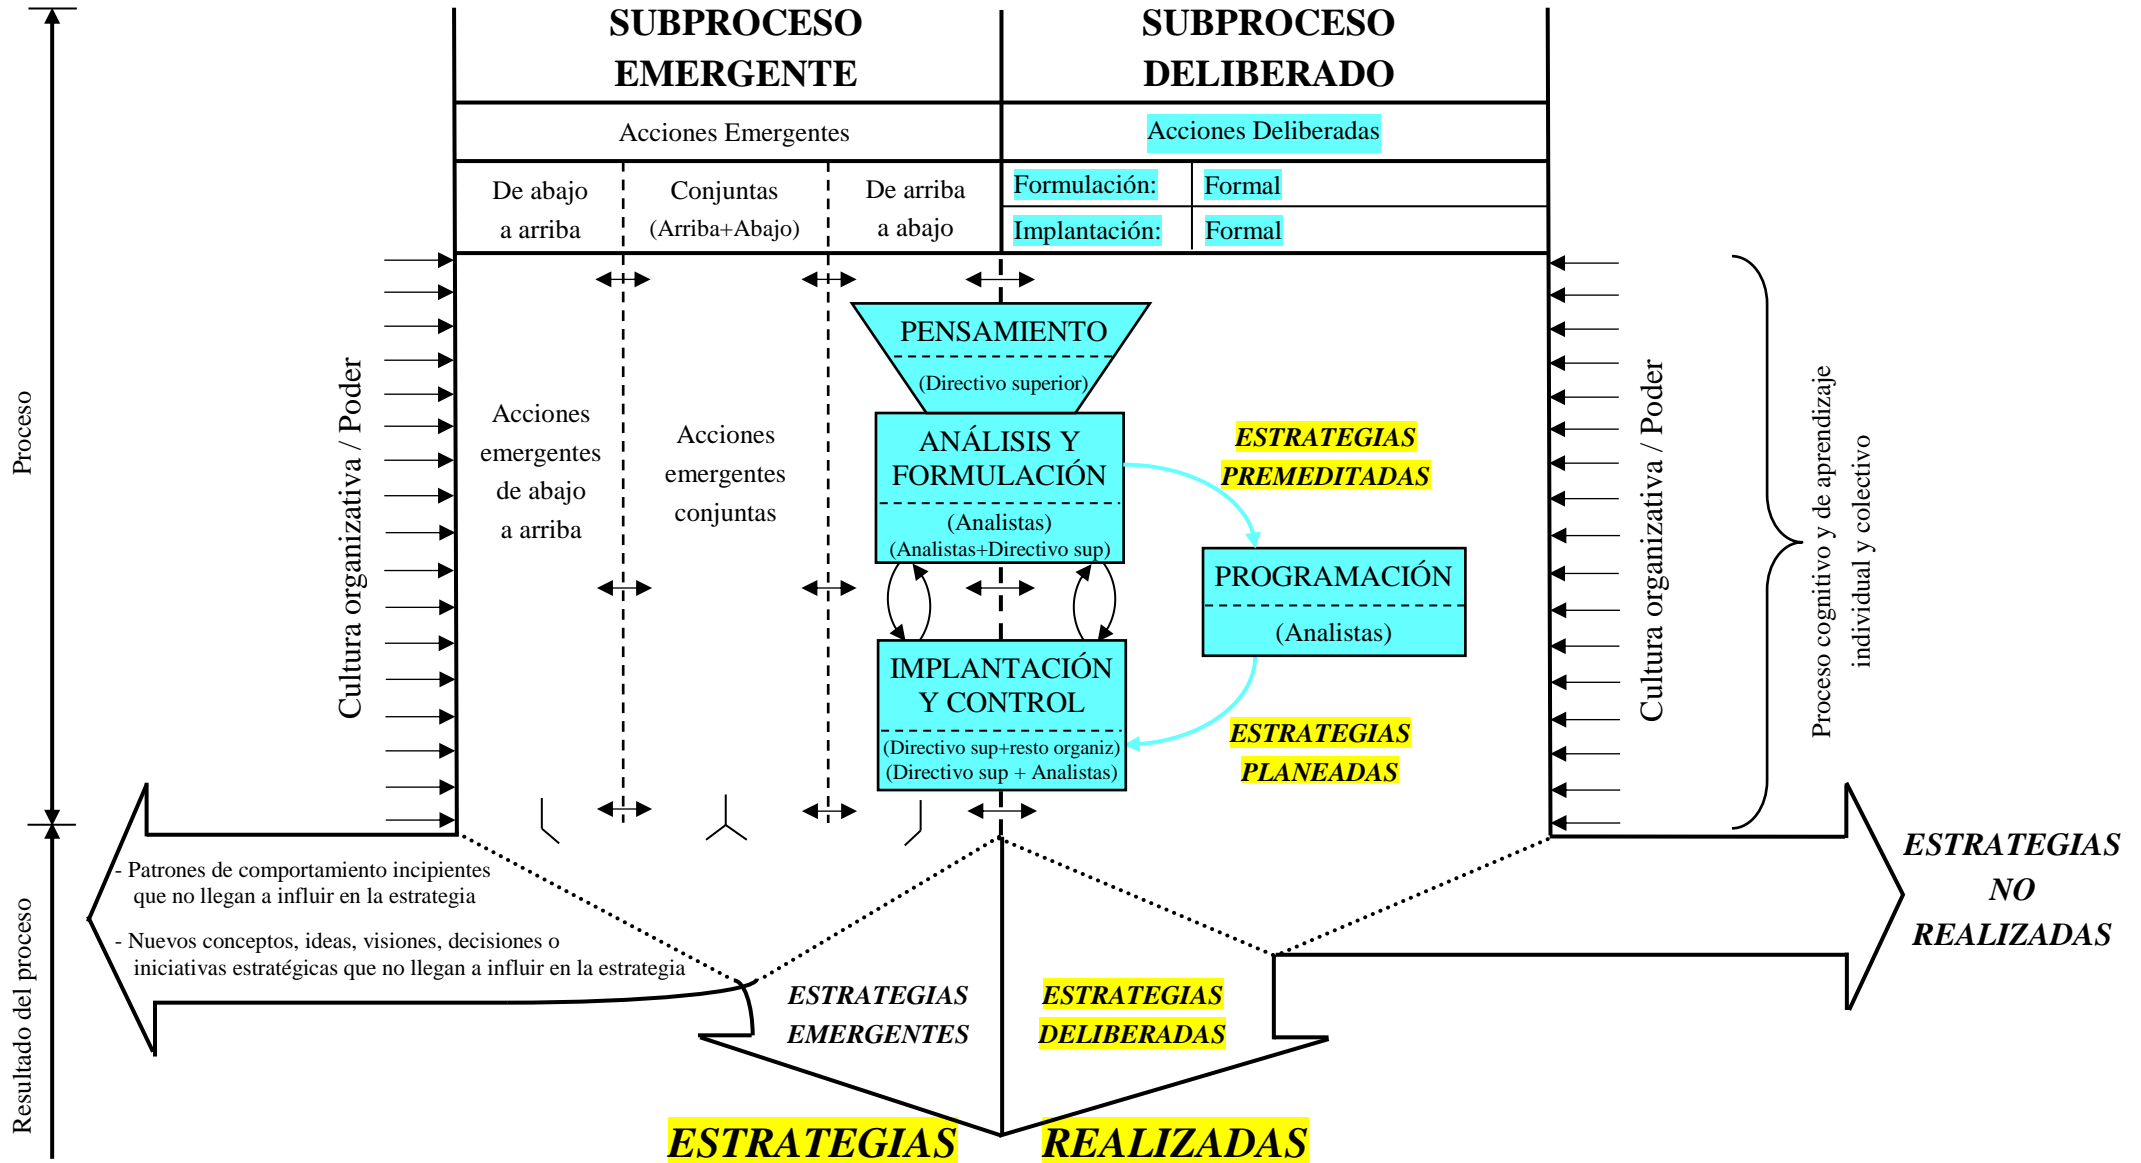 SUBPROCESO
EMERGENTE
SUBPROCESO
DELIBERADO
Acciones Emergentes
Acciones Deliberadas
De abajo
a arriba
Conjuntas
(Arriba+Abajo)
De arriba
a abajo
Formulación:
Formal
Implantación:
Formal
Proceso
Cultura organizativa / Poder
Acciones
emergentes
de abajo
a arriba
Acciones
emergentes
conjuntas
PENSAMIENTO
(Directivo superior)
ANÁLISIS Y
FORMULACIÓN
(Analistas)
(Analistas+Directivo sup)
ESTRATEGIAS
PREMEDITADAS
PROGRAMACIÓN
(Analistas)
IMPLANTACIÓN
Y CONTROL
(Directivo sup+resto organiz)
(Directivo sup + Analistas)
ESTRATEGIAS
PLANEADAS
Cultura organizativa / Poder
Proceso cognitivo y de aprendizaje
individual y colectivo
Resultado del proceso
- Patrones de comportamiento incipientes
que no llegan a influir en la estrategia
- Nuevos conceptos, ideas, visiones, decisiones o
iniciativas estratégicas que no llegan a influir en la estrategia
ESTRATEGIAS
EMERGENTES
ESTRATEGIAS
DELIBERADAS
ESTRATEGIAS
NO
REALIZADAS
ESTRATEGIAS REALIZADAS